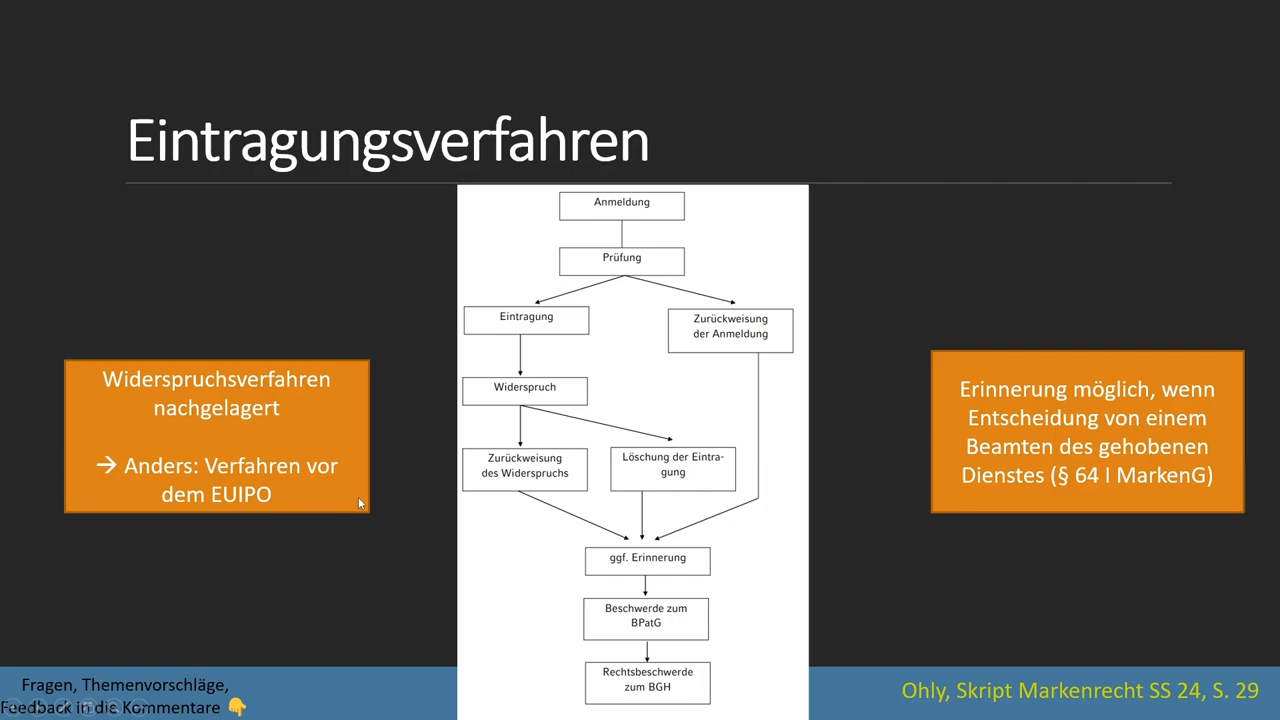 Eintragungsverfahren
Anmeldung
Prüfung
Eintragung
Zurückweisung
der Anmeldung
Widerspruch
Zurückweisung
des Widerspruchs
Löschung der Eintra-
gung
ggf. Erinnerung
Beschwerde zum
BPatG
Rechtsbeschwerde
zum BGH
Widerspruchsverfahren
nachgelagert
→ Anders: Verfahren vor
dem EUIPO
Erinnerung möglich, wenn
Entscheidung von einem
Beamten des gehobenen
Dienstes (§ 64 I MarkenG)
Fragen, Themenvorschläge,
Feedback in die Kommentare 👇
Ohly, Skript Markenrecht SS 24, S. 29